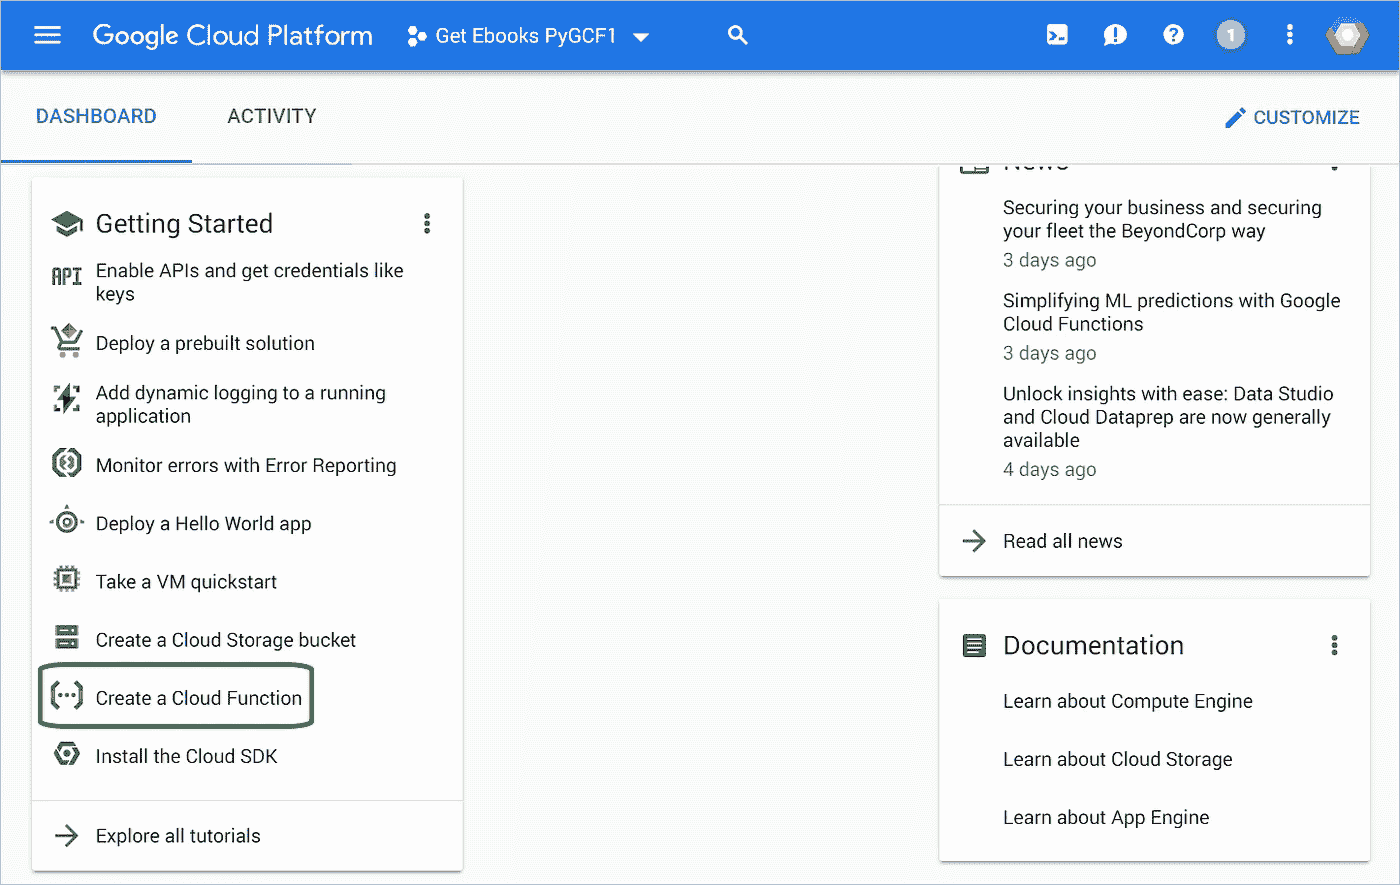 Google Cloud Platform
Get Ebooks PyGCF1
1
DASHBOARD
ACTIVITY
CUSTOMIZE
Getting Started
API
Enable APIs and get credentials like
keys
Deploy a prebuilt solution
Add dynamic logging to a running
application
Monitor errors with Error Reporting
Deploy a Hello World app
Take a VM quickstart
Create a Cloud Storage bucket
Create a Cloud Function
Install the Cloud SDK
Explore all tutorials
News
Securing your business and securing
your fleet the BeyondCorp way
3 days ago
Simplifying ML predictions with Google
Cloud Functions
3 days ago
Unlock insights with ease: Data Studio
and Cloud Dataprep are now generally
available
4 days ago
Read all news
Documentation
Learn about Compute Engine
Learn about Cloud Storage
Learn about App Engine